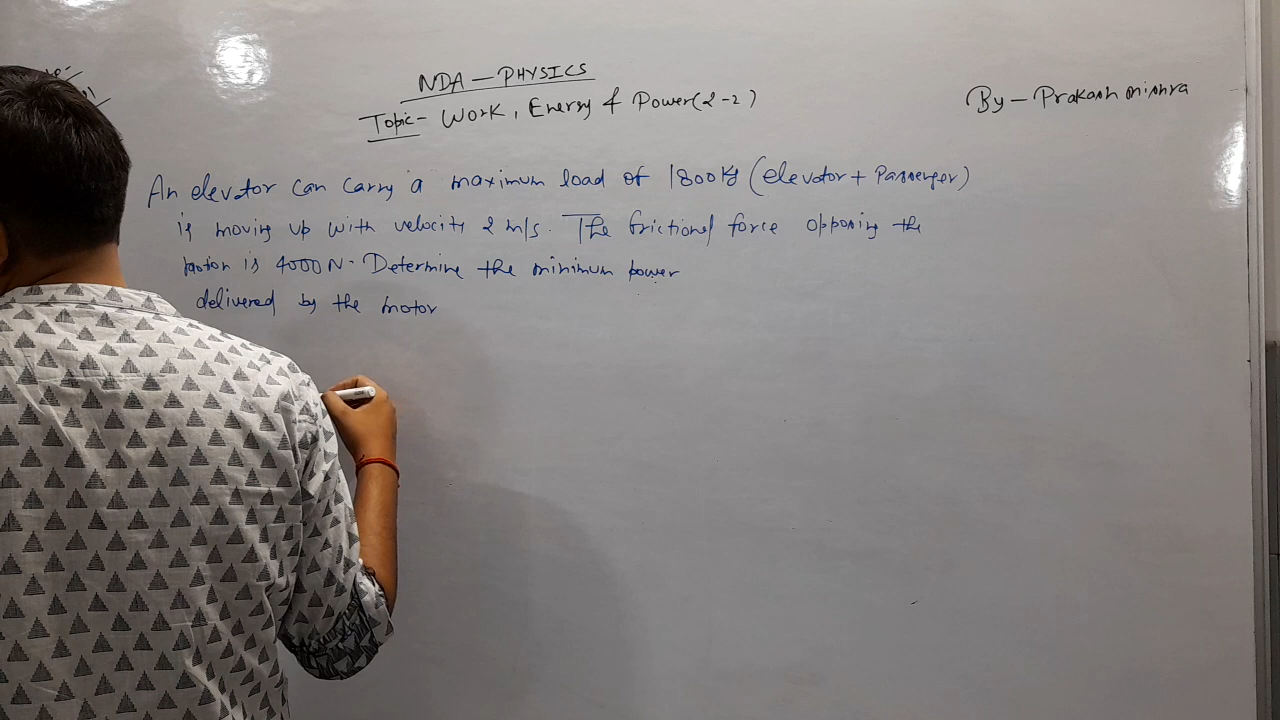 NDA - PHYSICS
Topic - Work, Energy & Power (2-2)
By - Prakash mishra
An elevator can carry a maximum load of 1800 kg (elevator + Passenger)
is moving up with velocity 2 m/s. The frictional force opposing the
motion is 4000 N. Determine the minimum power
delivered by the motor